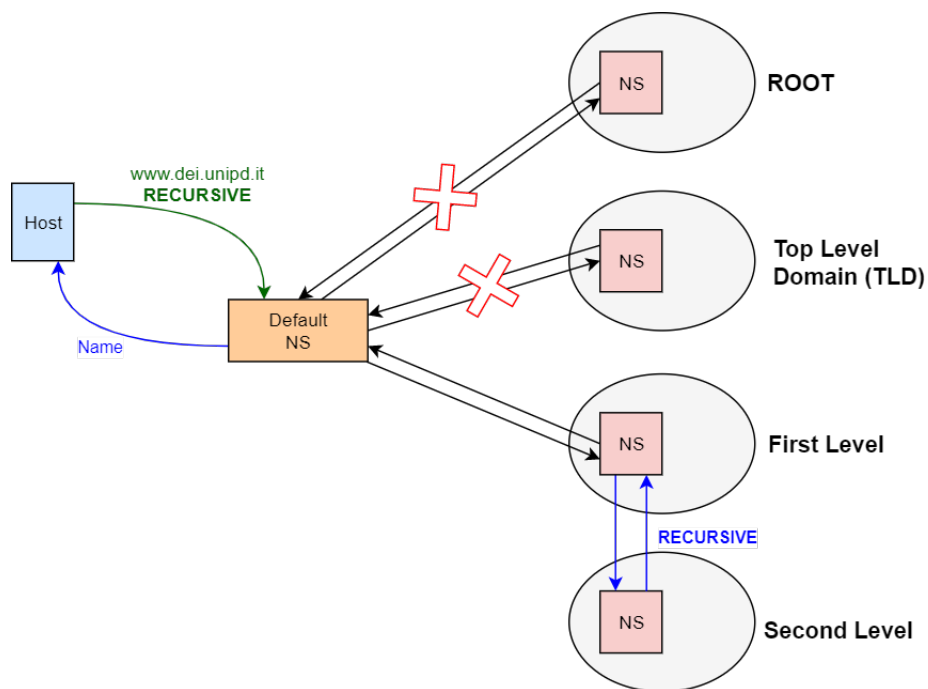 NS
ROOT
www.dei.unipd.it
RECURSIVE
Host
NS
Top Level
Domain (TLD)
Default
NS
Name
NS
First Level
RECURSIVE
NS
Second Level